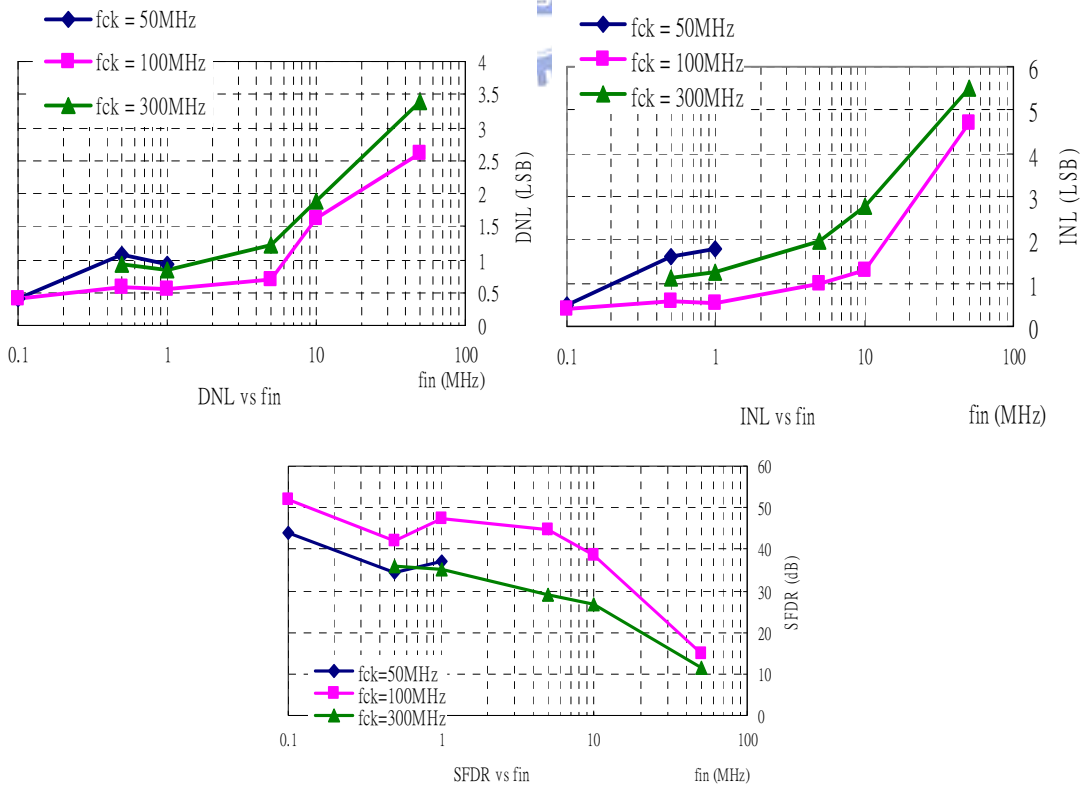 fck = 50MHz
fck = 100MHz
fck = 300MHz
4
3.5
3
2.5
2
1.5
1
0.5
0
DNL (LSB)
0.1
1
10
100
fin (MHz)
DNL vs fin
fck = 50MHz
fck = 100MHz
fck = 300MHz
6
5
4
3
2
1
0
INL (LSB)
0.1
1
10
100
INL vs fin
fin (MHz)
60
50
40
30
20
10
0
SFDR (dB)
fck=50MHz
fck=100MHz
fck=300MHz
0.1
1
10
100
SFDR vs fin
fin (MHz)